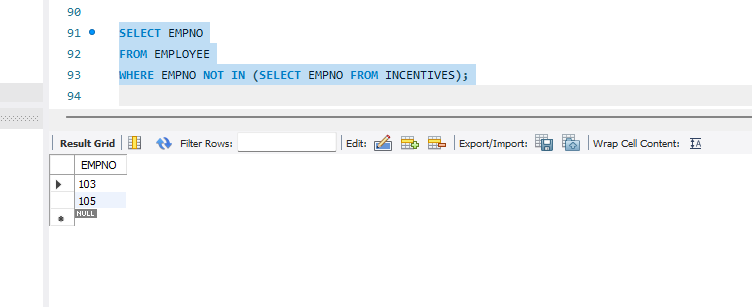 90
91 SELECT EMPNO
92 FROM EMPLOYEE
93 WHERE EMPNO NOT IN (SELECT EMPNO FROM INCENTIVES);
94
Result Grid Filter Rows: Edit: Export/Import: Wrap Cell Content: IA
EMPNO
103
105
NULL